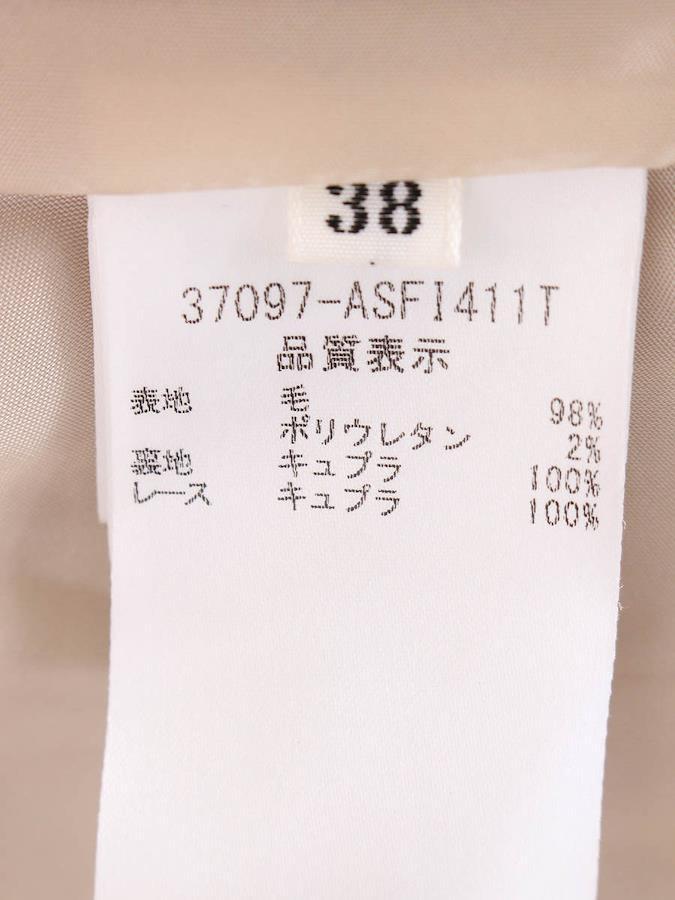 38
37097-ASFI411T
品質表示
表地 毛 98%
ポリウレタン 2%
裏地 キュプラ 100%
レース キュプラ 100%